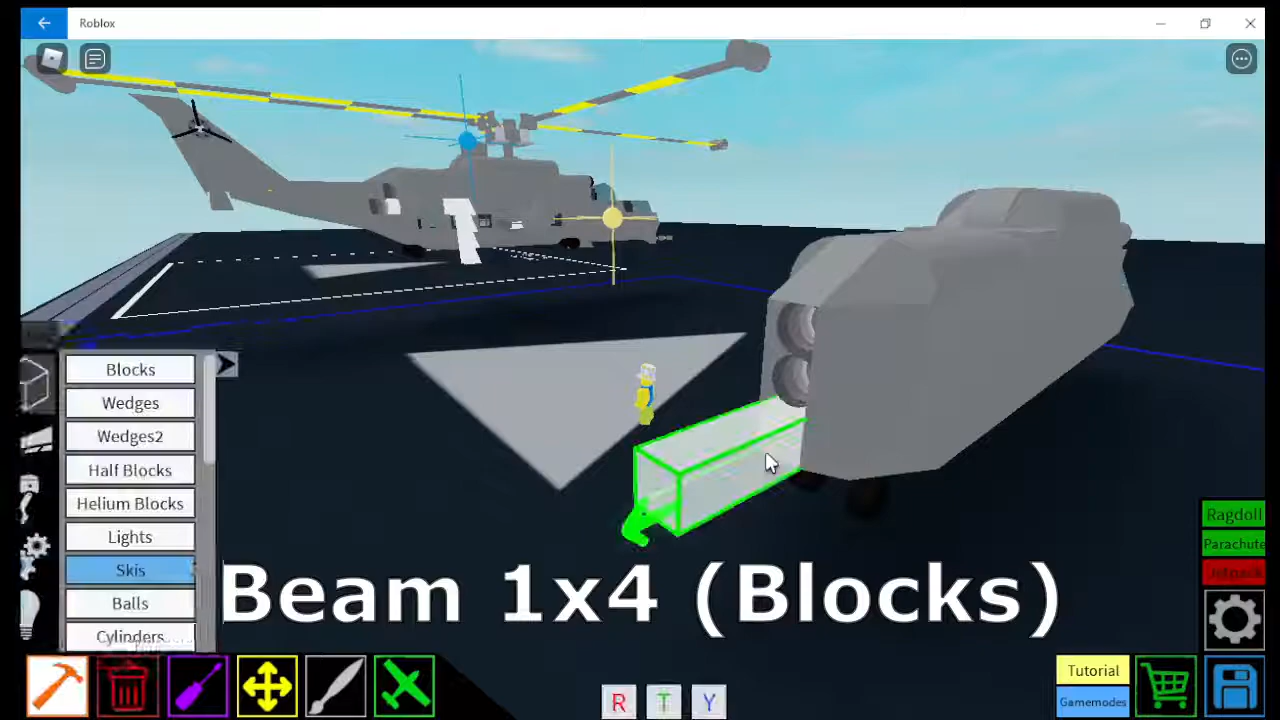 Roblox
Blocks
Wedges
Wedges2
Half Blocks
Helium Blocks
Lights
Skis
Balls
Cylinders
Beam 1x4 (Blocks)
Ragdoll
Parachute
Jetpack
Tutorial
Gamemodes
R
T
Y